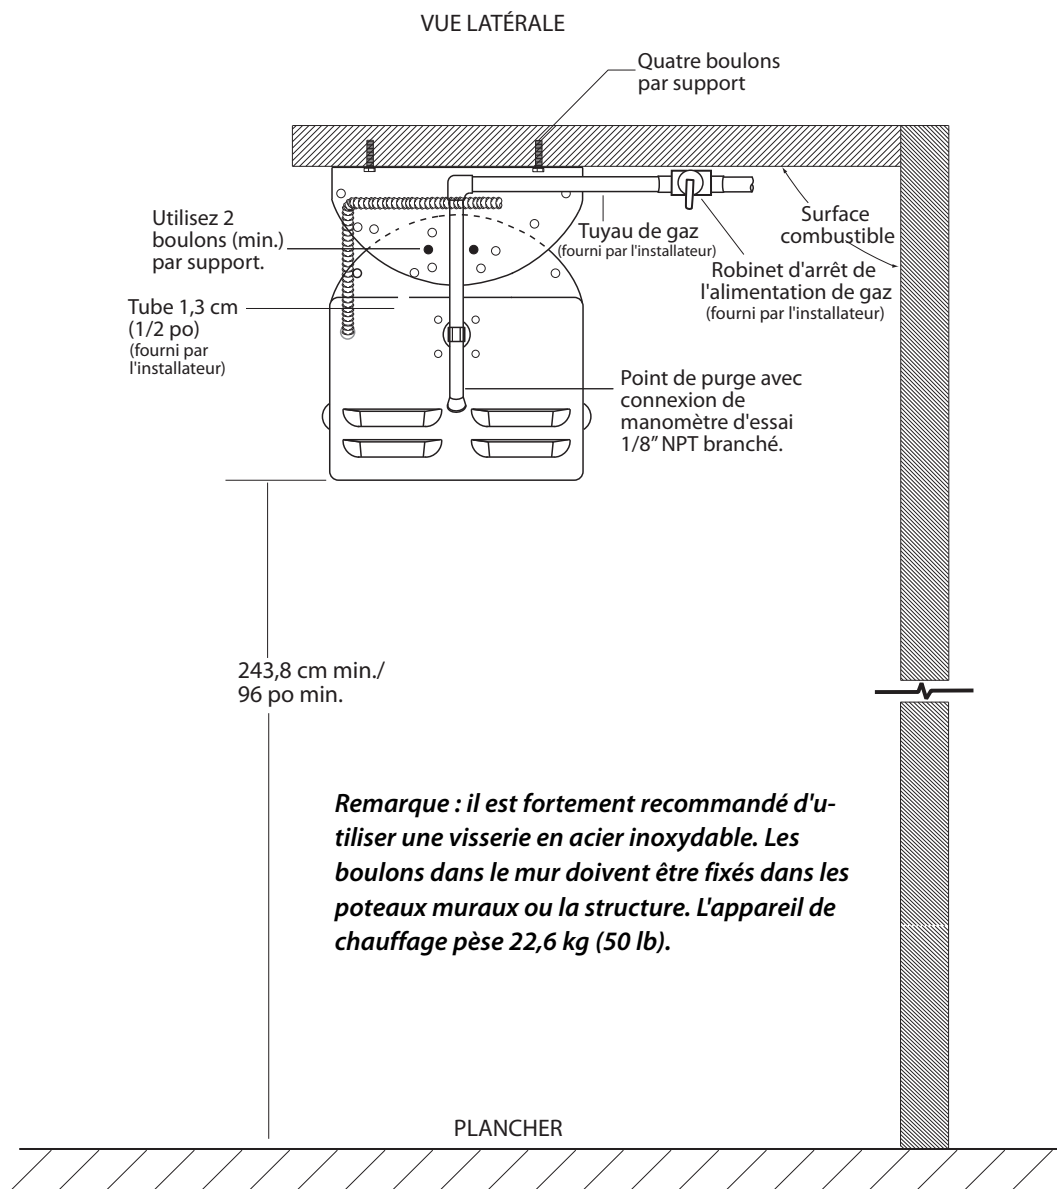 VUE LATÉRALE
Quatre boulons
par support
Utilisez 2
boulons (min.)
par support.
Tuyau de gaz
(fourni par l'installateur)
Surface
combustible
Robinet d'arrêt de
l'alimentation de gaz
(fourni par l'installateur)
Tube 1,3 cm
(1/2 po)
(fourni par
l'installateur)
Point de purge avec
connexion de
manomètre d'essai
1/8” NPT branché.
243,8 cm min./
96 po min.
Remarque : il est fortement recommandé d'u-
tiliser une visserie en acier inoxydable. Les
boulons dans le mur doivent être fixés dans les
poteaux muraux ou la structure. L'appareil de
chauffage pèse 22,6 kg (50 lb).
PLANCHER